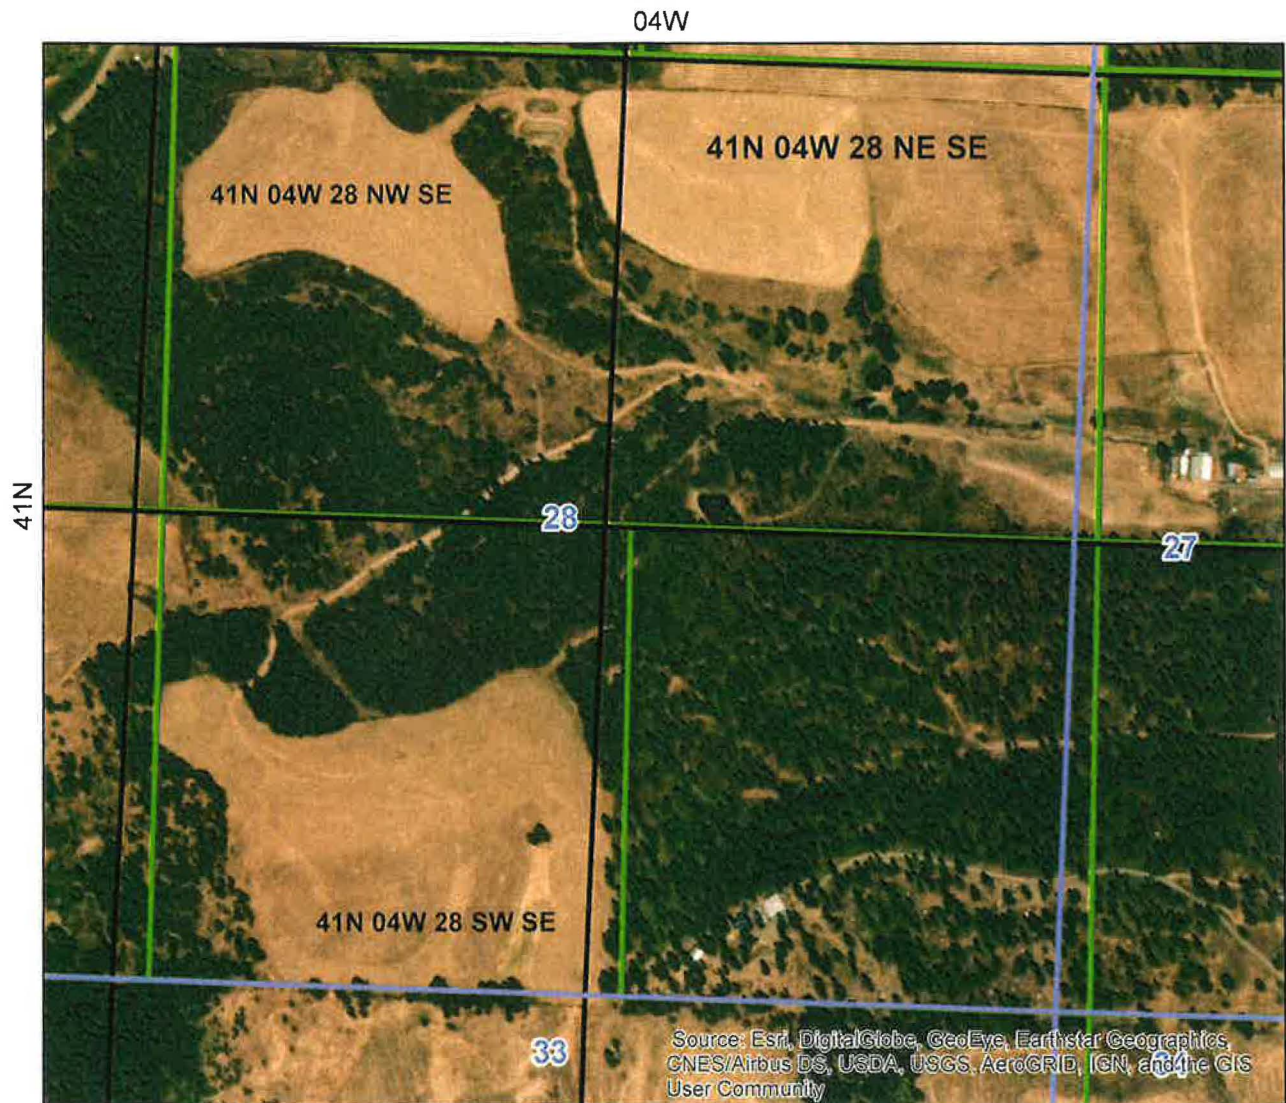 04W
41N 04W 28 NE SE
41N 04W 28 NW SE
41N
28
27
41N 04W 28 SW SE
33
34
Source: Esri, DigitalGlobe, GeoEye, Earthstar Geographics,
CNES/Airbus DS, USDA, USGS, AeroGRID, IGN, and the GIS
User Community